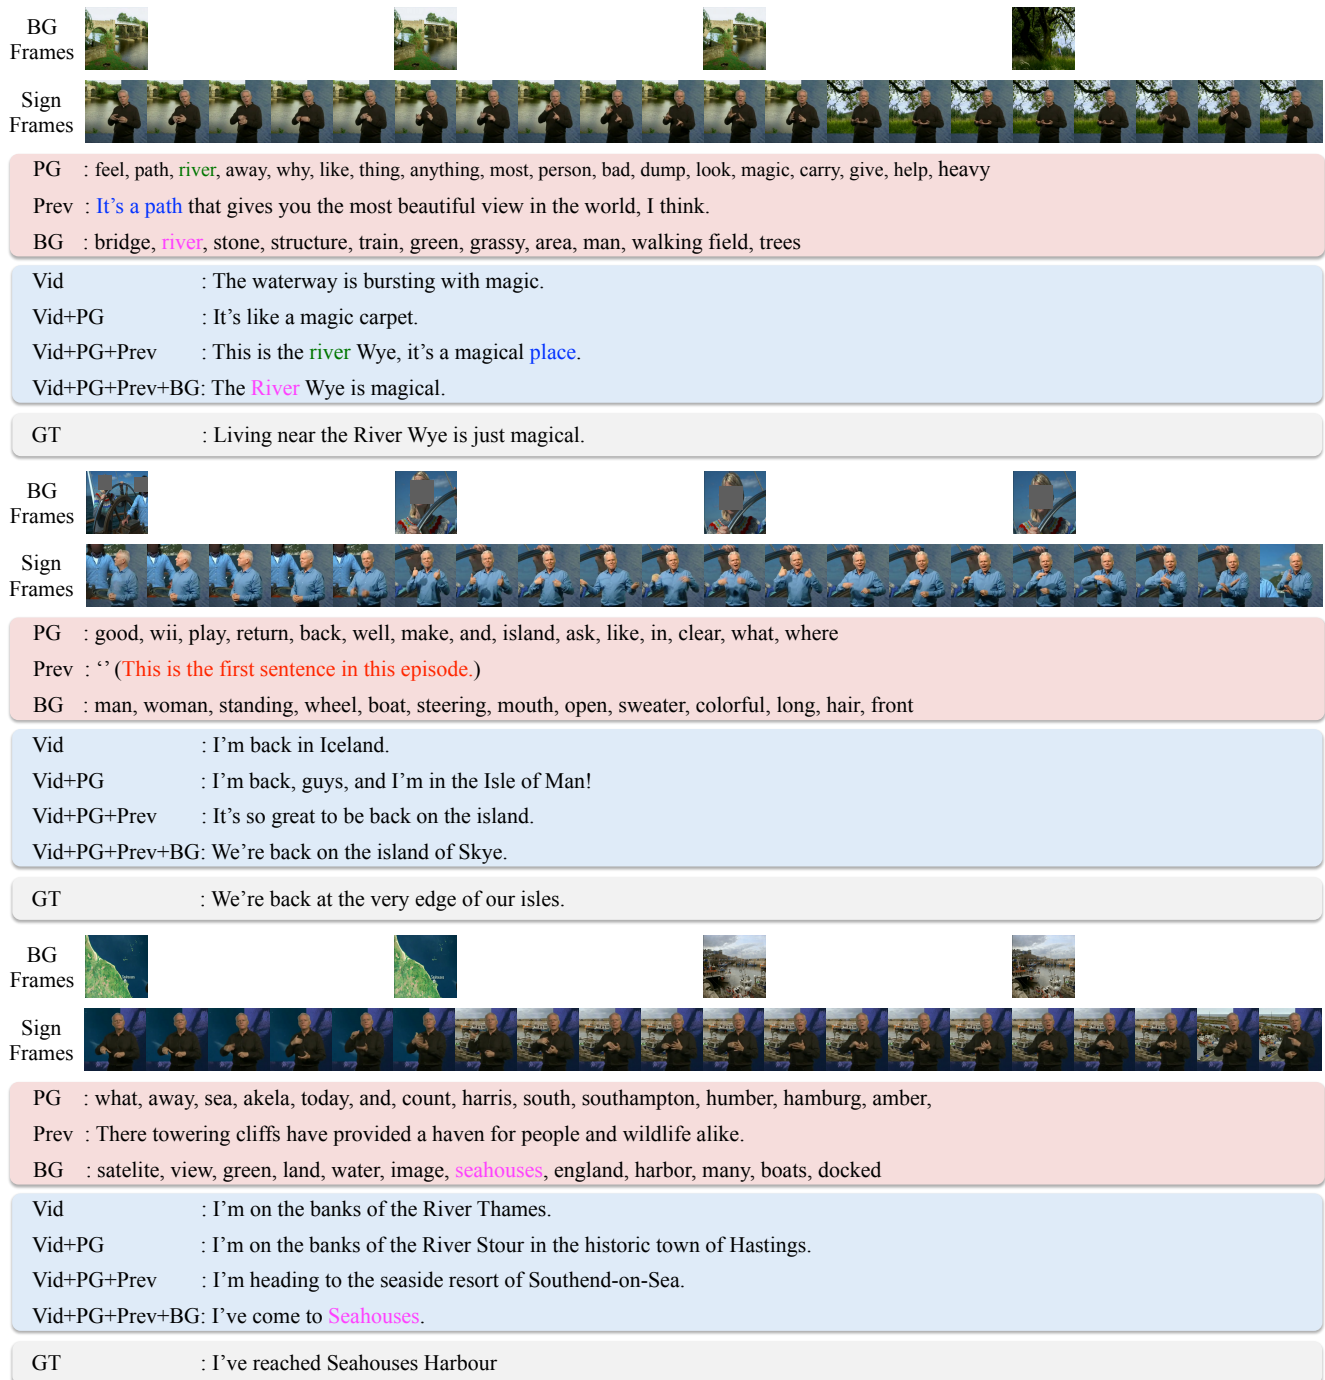 BG
Frames
Sign
Frames
PG : feel, path, river, away, why, like, thing, anything, most, person, bad, dump, look, magic, carry, give, help, heavy
Prev : It's a path that gives you the most beautiful view in the world, I think.
BG : bridge, river, stone, structure, train, green, grassy, area, man, walking field, trees
Vid : The waterway is bursting with magic.
Vid+PG : It's like a magic carpet.
Vid+PG+Prev : This is the river Wye, it's a magical place.
Vid+PG+Prev+BG: The River Wye is magical.
GT : Living near the River Wye is just magical.
BG
Frames
Sign
Frames
PG : good, wii, play, return, back, well, make, and, island, ask, like, in, clear, what, where
Prev : ‘’ (This is the first sentence in this episode.)
BG : man, woman, standing, wheel, boat, steering, mouth, open, sweater, colorful, long, hair, front
Vid : I'm back in Iceland.
Vid+PG : I'm back, guys, and I'm in the Isle of Man!
Vid+PG+Prev : It's so great to be back on the island.
Vid+PG+Prev+BG: We're back on the island of Skye.
GT : We're back at the very edge of our isles.
BG
Frames
Sign
Frames
PG : what, away, sea, akela, today, and, count, harris, south, southampton, humber, hamburg, amber,
Prev : There towering cliffs have provided a haven for people and wildlife alike.
BG : satelite, view, green, land, water, image, seahouses, england, harbor, many, boats, docked
Vid : I'm on the banks of the River Thames.
Vid+PG : I'm on the banks of the River Stour in the historic town of Hastings.
Vid+PG+Prev : I'm heading to the seaside resort of Southend-on-Sea.
Vid+PG+Prev+BG: I've come to Seahouses.
GT : I've reached Seahouses Harbour